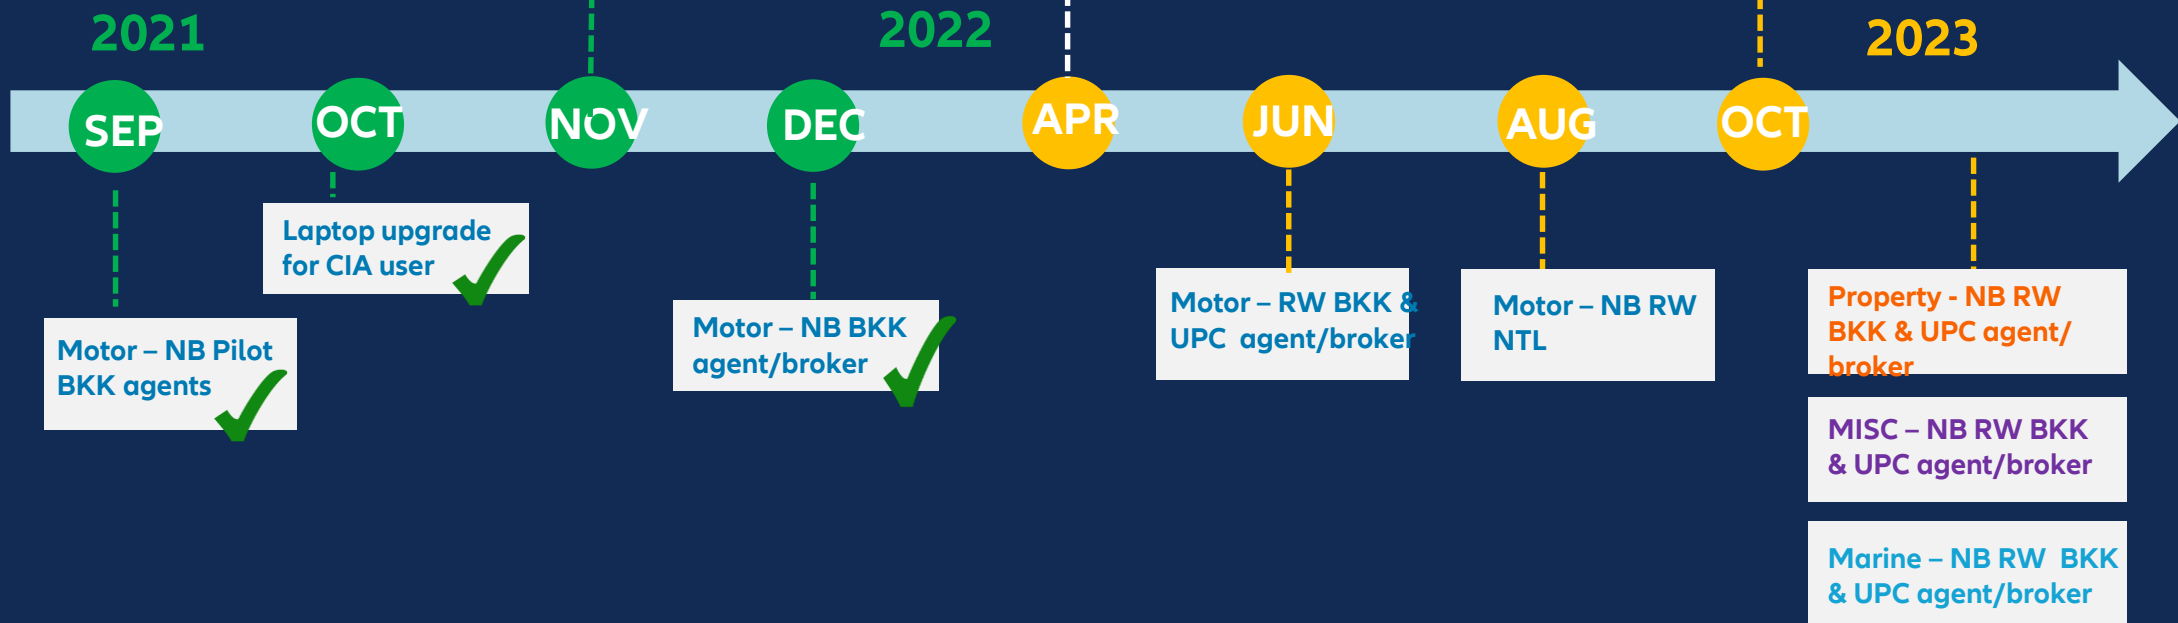 2021
2022
2023
SEP
OCT
NOV
DEC
APR
JUN
AUG
OCT
Laptop upgrade
for CIA user
Motor – NB Pilot
BKK agents
Motor – NB BKK
agent/broker
Motor – RW BKK &
UPC agent/broker
Motor – NB RW
NTL
Property - NB RW
BKK & UPC agent/
broker
MISC – NB RW BKK
& UPC agent/broker
Marine – NB RW BKK
& UPC agent/broker